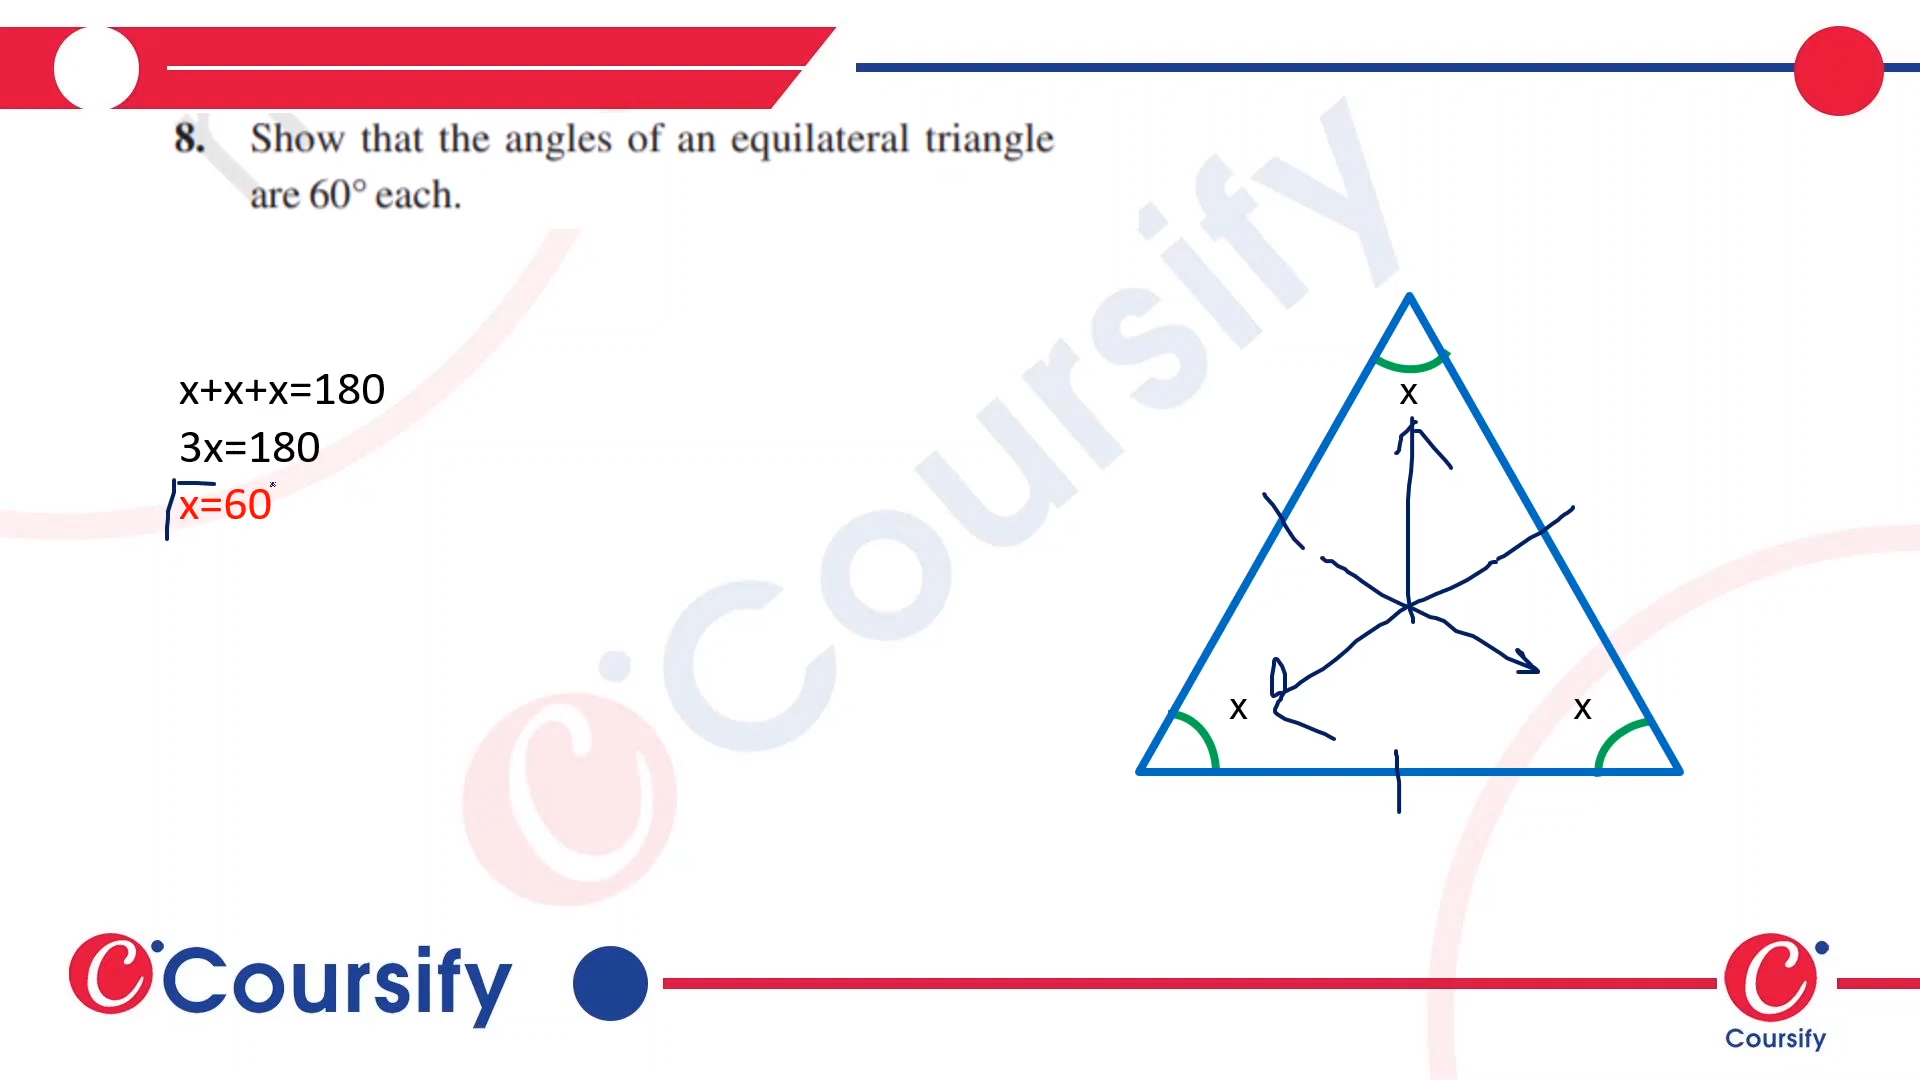 8. Show that the angles of an equilateral triangle
are 60° each.
x+x+x=180
3x=180
x=60
x
x
x
Coursify
Coursify
Coursify